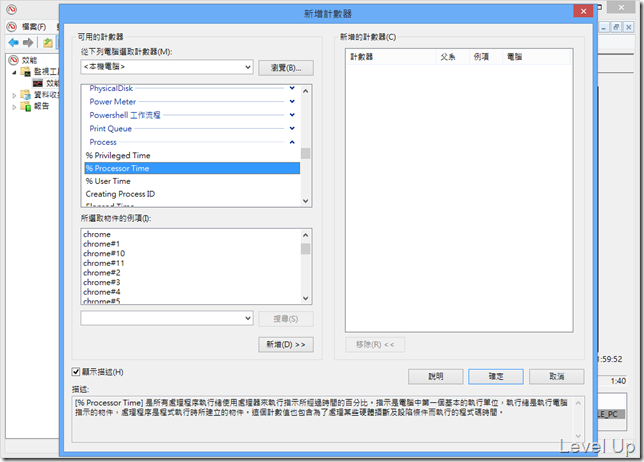 新增計數器
檔案(F)
效能
監視工具
效能
資料收集
報告
可用的計數器
從下列電腦選取計數器(M):
<本機電腦>
瀏覽(B)...
PhysicalDisk
Power Meter
Powershell 工作流程
Print Queue
Process
% Privileged Time
% Processor Time
% User Time
Creating Process ID
Elapsed Time
所選取物件的例項(I):
chrome
chrome#1
chrome#10
chrome#11
chrome#2
chrome#3
chrome#4
chrome#5
搜尋(S)
新增(D) >>
新增的計數器(C)
計數器 父系 例項 電腦
移除(R) <<
1:59:52
1:40
LE_PC
顯示描述(H)
說明 確定 取消
描述:
[% Processor Time] 是所有處理程序執行緒使用處理器來執行指示所經過時間的百分比。指示是電腦中第一個基本的執行單位，執行緒是執行電腦
指示的物件，處理程序是程式執行時所建立的物件。這個計數值也包含為了處理某些硬體插斷及設陷條件而執行的程式碼時間。
Level Up